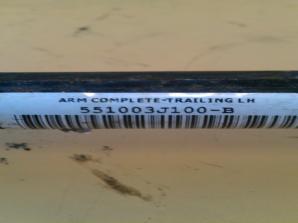 ARM COMPLETE-TRAILING LH
551003J100-B